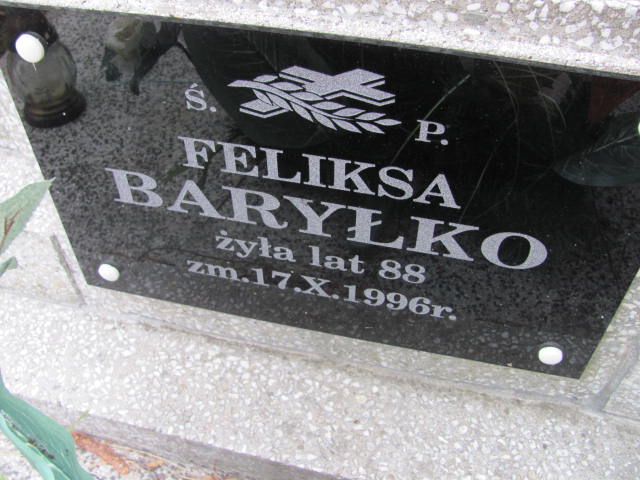 Ś. P.
FELIKSA
BARYŁKO
żyła lat 88
zm.17.X.1996r.